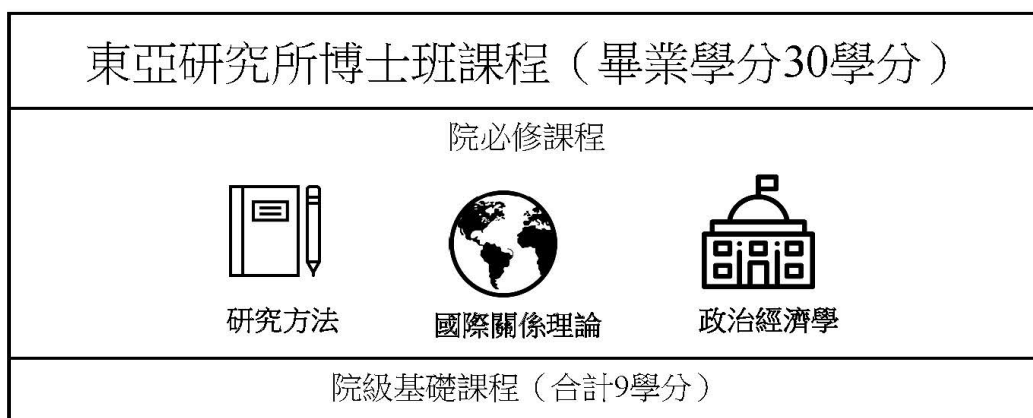 東亞研究所博士班課程（畢業學分30學分）
院必修課程
研究方法
國際關係理論
政治經濟學
院級基礎課程（合計9學分）